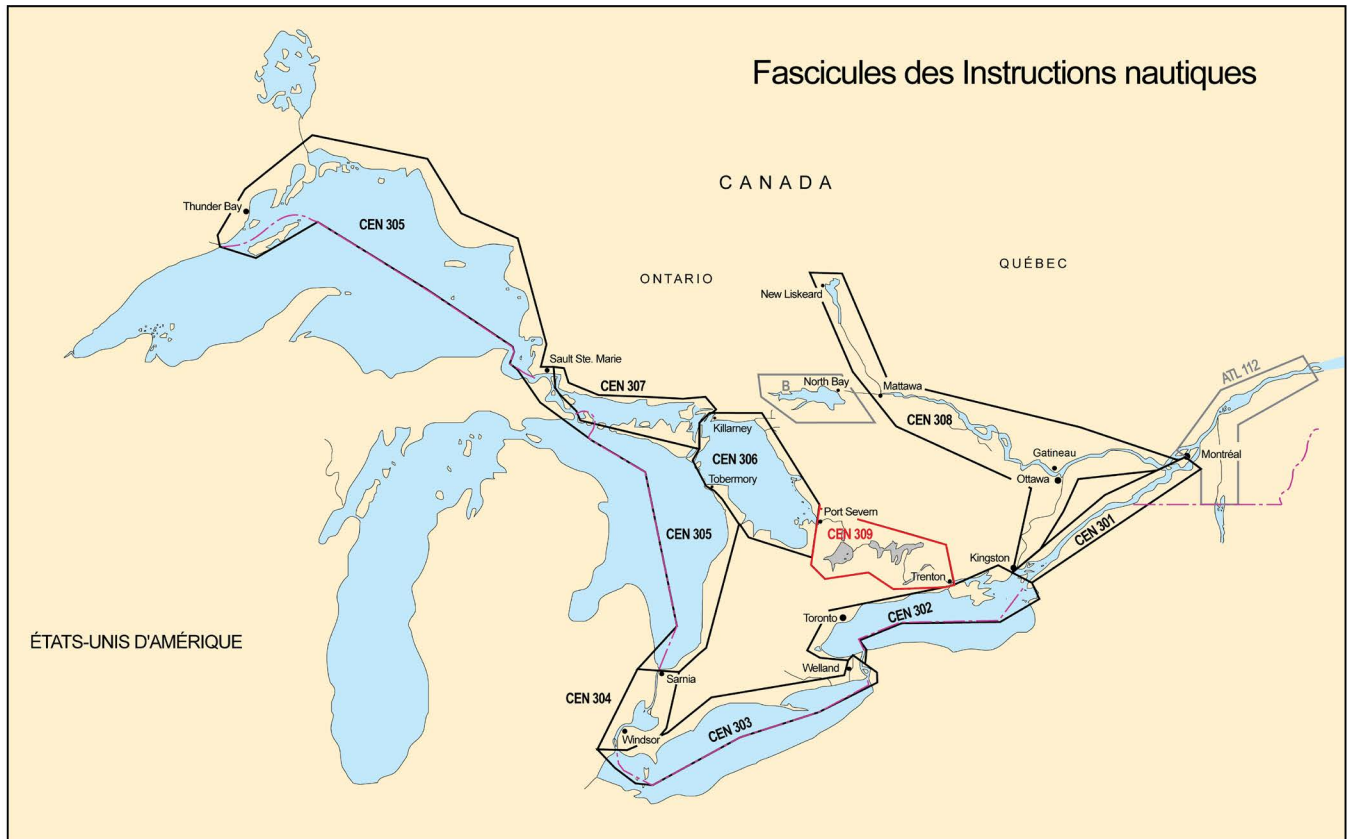 Fascicules des Instructions nautiques
CANADA
Thunder Bay
CEN 305
QUÉBEC
ONTARIO
New Liskeard
Sault Ste. Marie
ATL 112
CEN 307
B
North Bay
Mattawa
CEN 308
Killarney
CEN 306
Gatineau
Montréal
Ottawa
Tobermory
Port Severn
CEN 305
CEN 309
CEN 301
Kingston
Trenton
CEN 302
Toronto
ÉTATS-UNIS D'AMÉRIQUE
Welland
Sarnia
CEN 304
CEN 303
Windsor